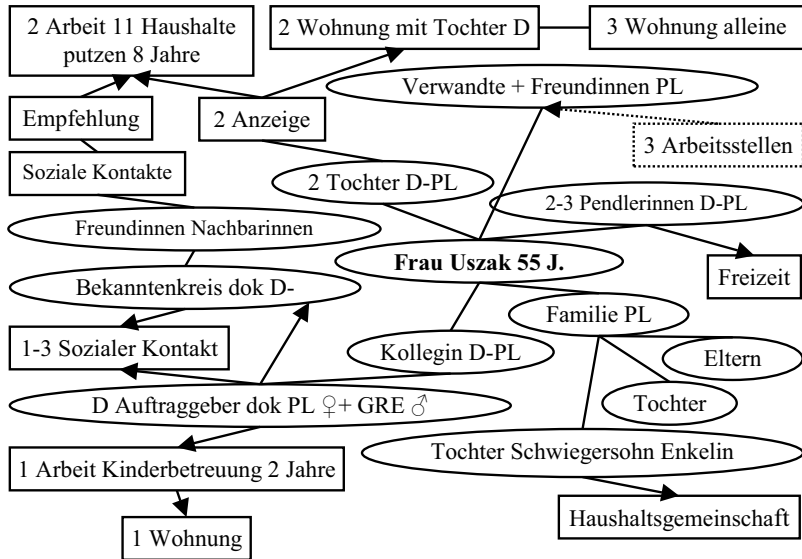 2 Arbeit 11 Haushalte
putzen 8 Jahre
2 Wohnung mit Tochter D
3 Wohnung alleine
Verwandte + Freundinnen PL
Empfehlung
2 Anzeige
3 Arbeitsstellen
Soziale Kontakte
2 Tochter D-PL
2-3 Pendlerinnen D-PL
Freundinnen Nachbarinnen
Frau Uszak 55 J.
Freizeit
Bekanntenkreis dok D-
Familie PL
1-3 Sozialer Kontakt
Kollegin D-PL
Eltern
D Auftraggeber dok PL ♀+ GRE ♂
Tochter
Tochter Schwiegersohn Enkelin
1 Arbeit Kinderbetreuung 2 Jahre
Haushaltsgemeinschaft
1 Wohnung